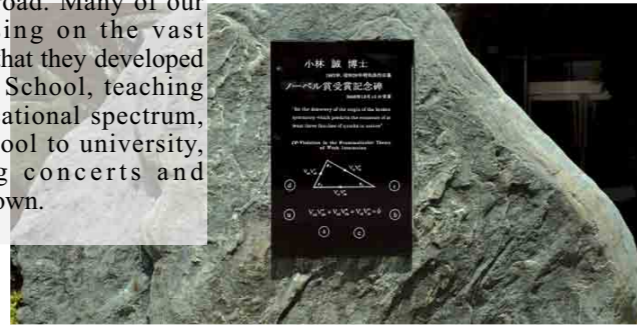 road. Many of our
sing on the vast
hat they developed
School, teaching
ational spectrum,
ool to university,
g concerts and
own.
小林 誠 博士
ノーベル賞受賞記念碑
"for the discovery of the origin of the broken
symmetry which predicts the existence of at
least three families of quarks in nature"
CP-Violation in the Renormalizable Theory
of Weak Interaction
d
t
u
b
s
c